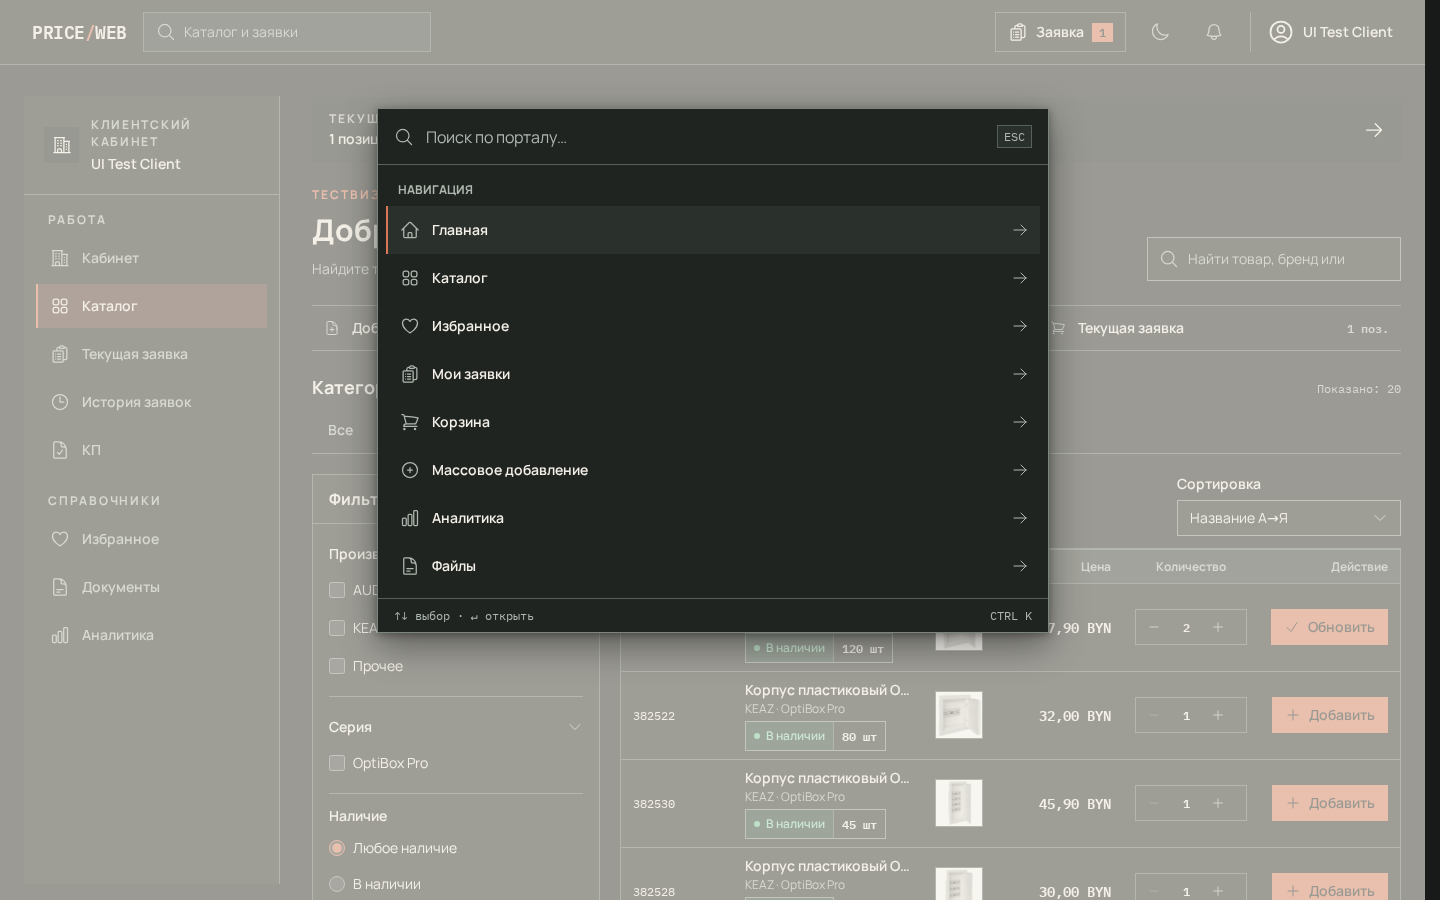 PRICE/WEB
Каталог и заявки
Заявка 1
UI Test Client
КЛИЕНТСКИЙ
КАБИНЕТ
UI Test Client
РАБОТА
Кабинет
Каталог
Текущая заявка
История заявок
КП
СПРАВОЧНИКИ
Избранное
Документы
Аналитика
Поиск по порталу...
ESC
НАВИГАЦИЯ
Главная
Каталог
Избранное
Мои заявки
Корзина
Массовое добавление
Аналитика
Файлы
↑↓ выбор · ↵ открыть
CTRL K
1
Найдите
Найти товар, бренд или
Текущая заявка
1 поз.
Показано: 20
Все
Сортировка
Название А→Я
Прочее
Серия
OptiBox Pro
Наличие
Любое наличие
В наличии
Цена
Количество
Действие
В наличии 120 шт
7,90 BYN
− 2 +
Обновить
382522
Корпус пластиковый О...
KEAZ · OptiBox Pro
В наличии 80 шт
32,00 BYN
− 1 +
+ Добавить
382530
Корпус пластиковый О...
KEAZ · OptiBox Pro
В наличии 45 шт
45,90 BYN
− 1 +
+ Добавить
382528
Корпус пластиковый О...
KEAZ · OptiBox Pro
30,00 BYN
− 1 +
+ Добавить